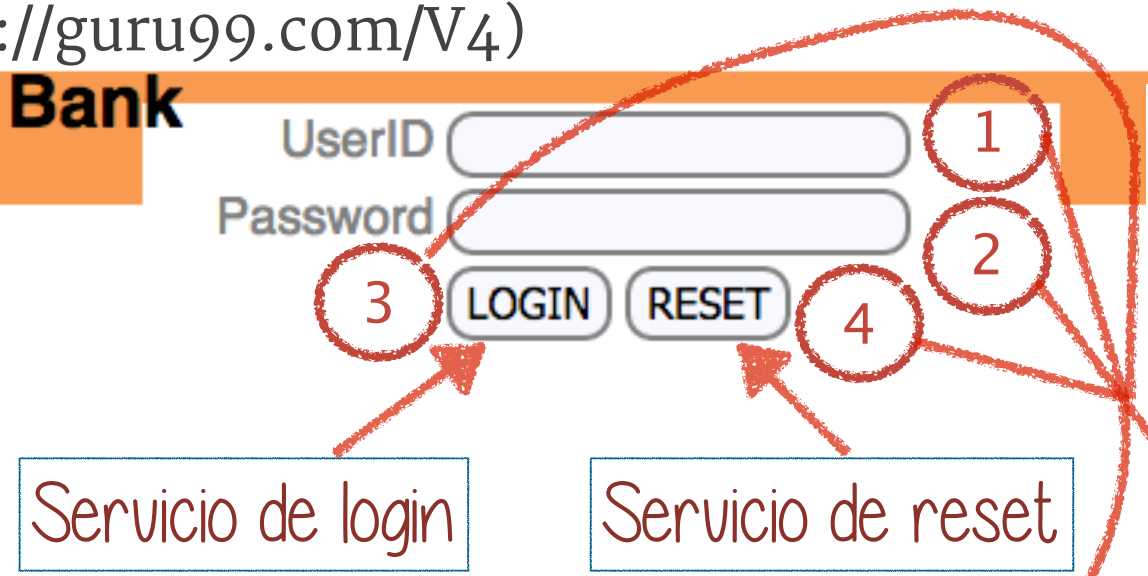 ://guru99.com/V4)
Bank
UserID
1
Password
2
3
LOGIN
RESET
4
Servicio de login
Servicio de reset